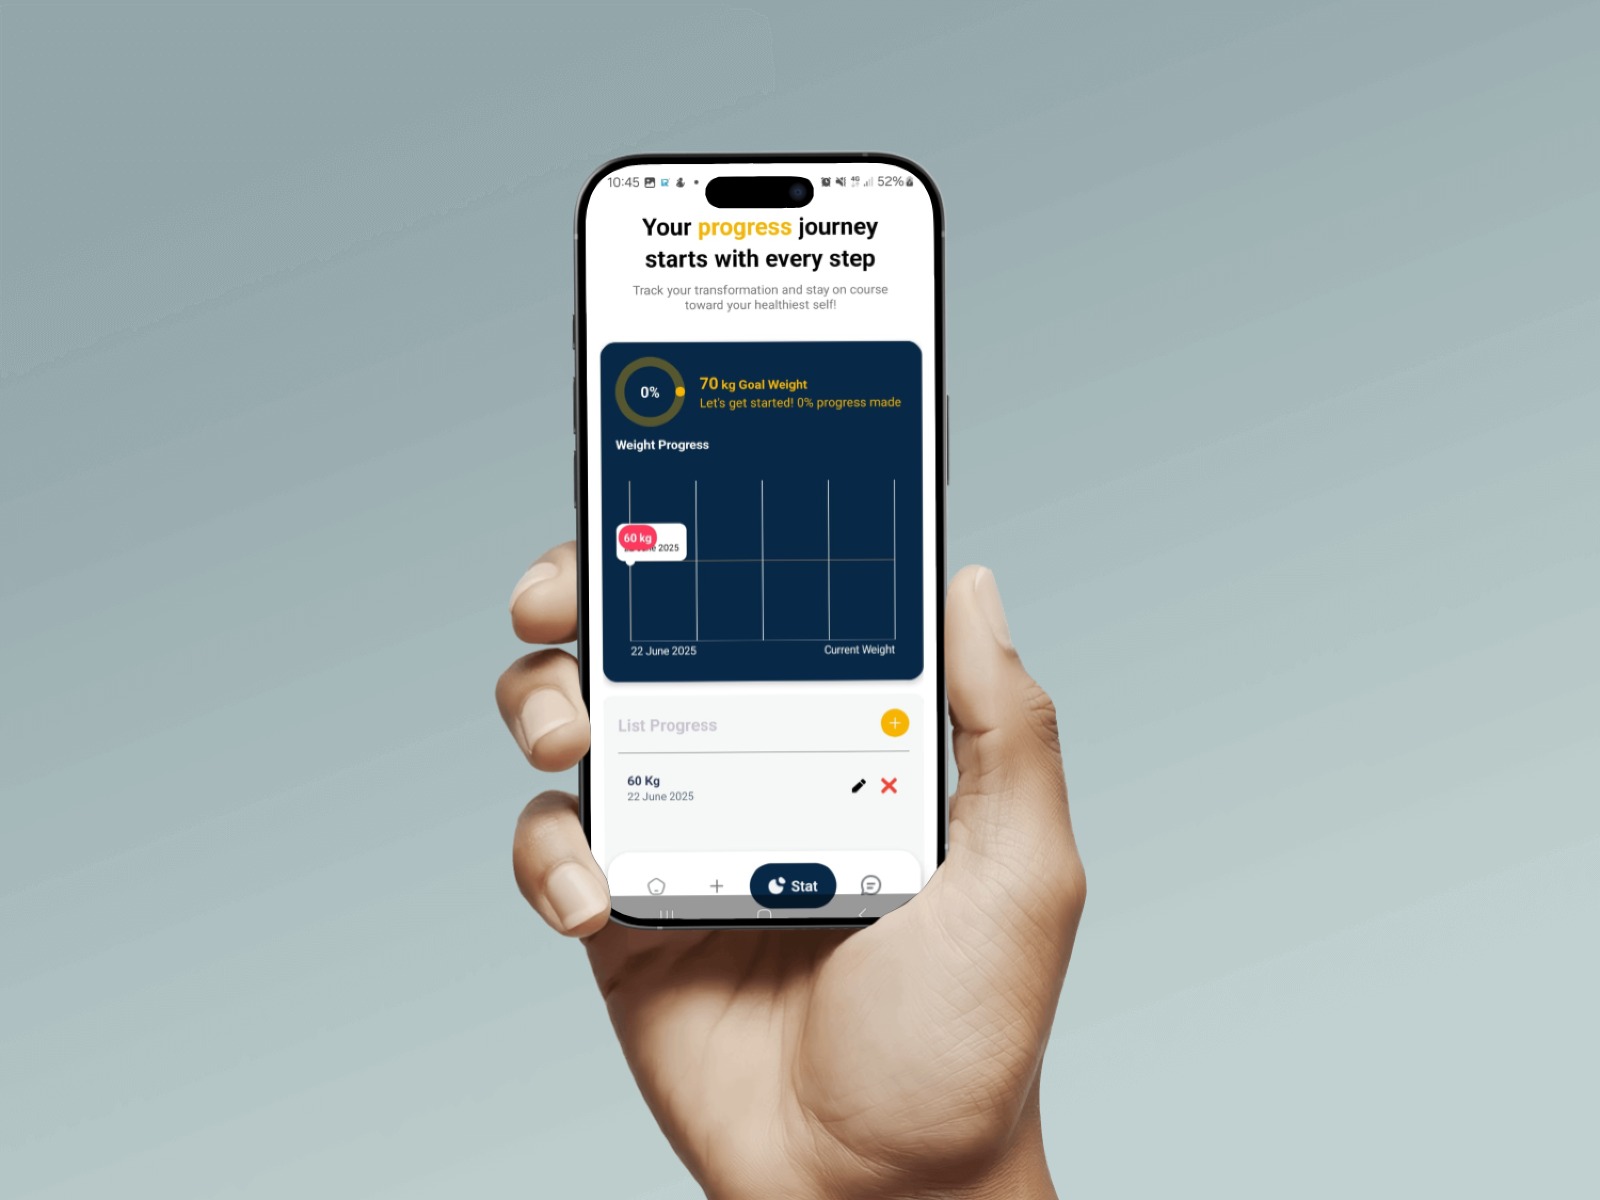 10:45
4G 52%
Your progress journey
starts with every step
Track your transformation and stay on course
toward your healthiest self!
0%
70 kg Goal Weight
Let's get started! 0% progress made
Weight Progress
60 kg
June 2025
22 June 2025
Current Weight
List Progress
60 Kg
22 June 2025
Stat